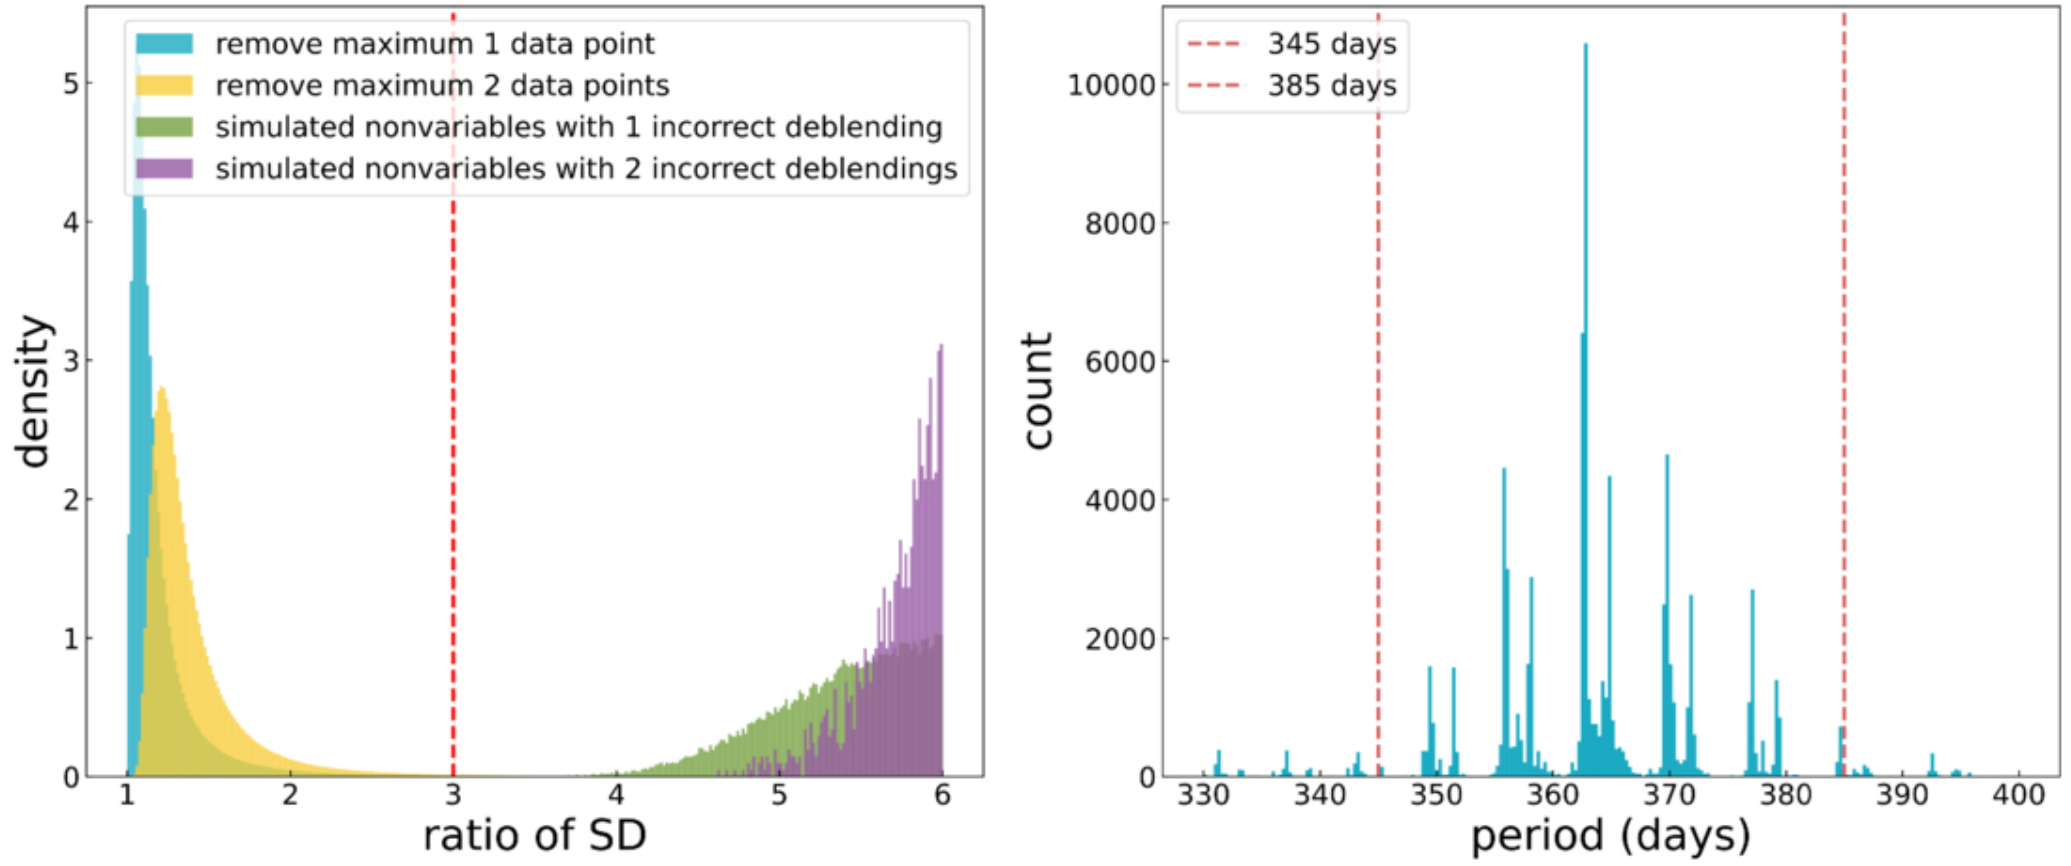 remove maximum 1 data point
remove maximum 2 data points
simulated nonvariables with 1 incorrect deblending
simulated nonvariables with 2 incorrect deblendings
density
5
4
3
2
1
0
1 2 3 4 5 6
ratio of SD
345 days
385 days
count
10000
8000
6000
4000
2000
0
330 340 350 360 370 380 390 400
period (days)